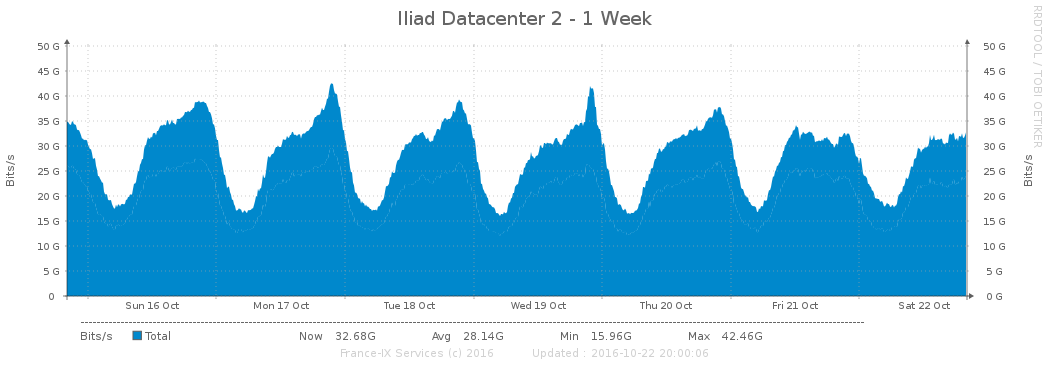 Iliad Datacenter 2 - 1 Week
RRDTOOL / TOBI OETIKER
Bits/s
50 G 50 G
45 G 45 G
40 G 40 G
35 G 35 G
30 G 30 G
25 G 25 G
20 G 20 G
15 G 15 G
10 G 10 G
5 G 5 G
0 0 G
Bits/s
Sun 16 Oct Mon 17 Oct Tue 18 Oct Wed 19 Oct Thu 20 Oct Fri 21 Oct Sat 22 Oct
Bits/s Total Now 32.68G Avg 28.14G Min 15.96G Max 42.46G
France-IX Services (c) 2016 Updated : 2016-10-22 20:00:06